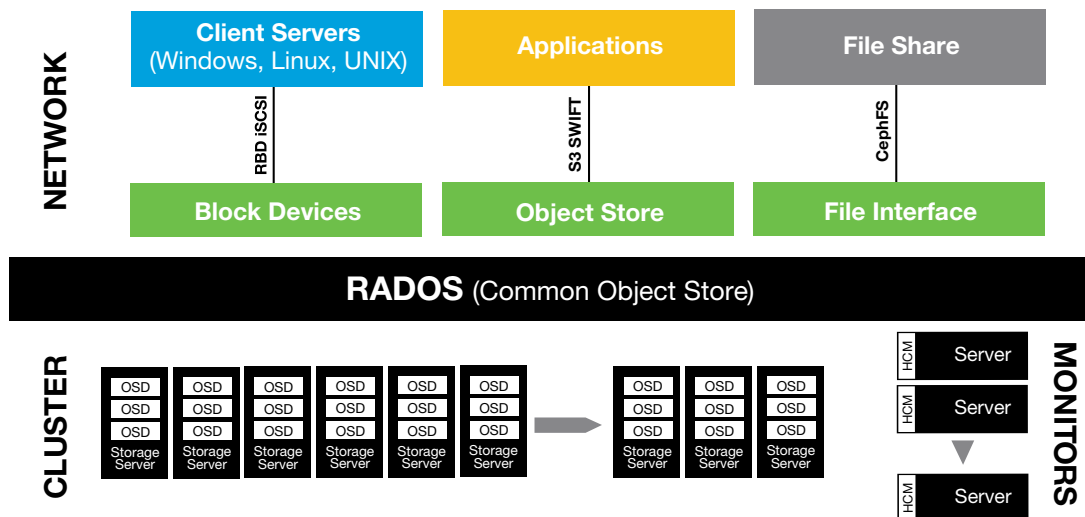 NETWORK
Client Servers
(Windows, Linux, UNIX)
Applications
File Share
RBD iSCSI
S3 SWIFT
CephFS
Block Devices
Object Store
File Interface
RADOS (Common Object Store)
CLUSTER
OSD
OSD
OSD
Storage
Server
OSD
OSD
OSD
Storage
Server
OSD
OSD
OSD
Storage
Server
OSD
OSD
OSD
Storage
Server
OSD
OSD
OSD
Storage
Server
OSD
OSD
OSD
Storage
Server
OSD
OSD
OSD
Storage
Server
OSD
OSD
OSD
Storage
Server
OSD
OSD
OSD
Storage
Server
HCM
Server
HCM
Server
HCM
Server
MONITORS